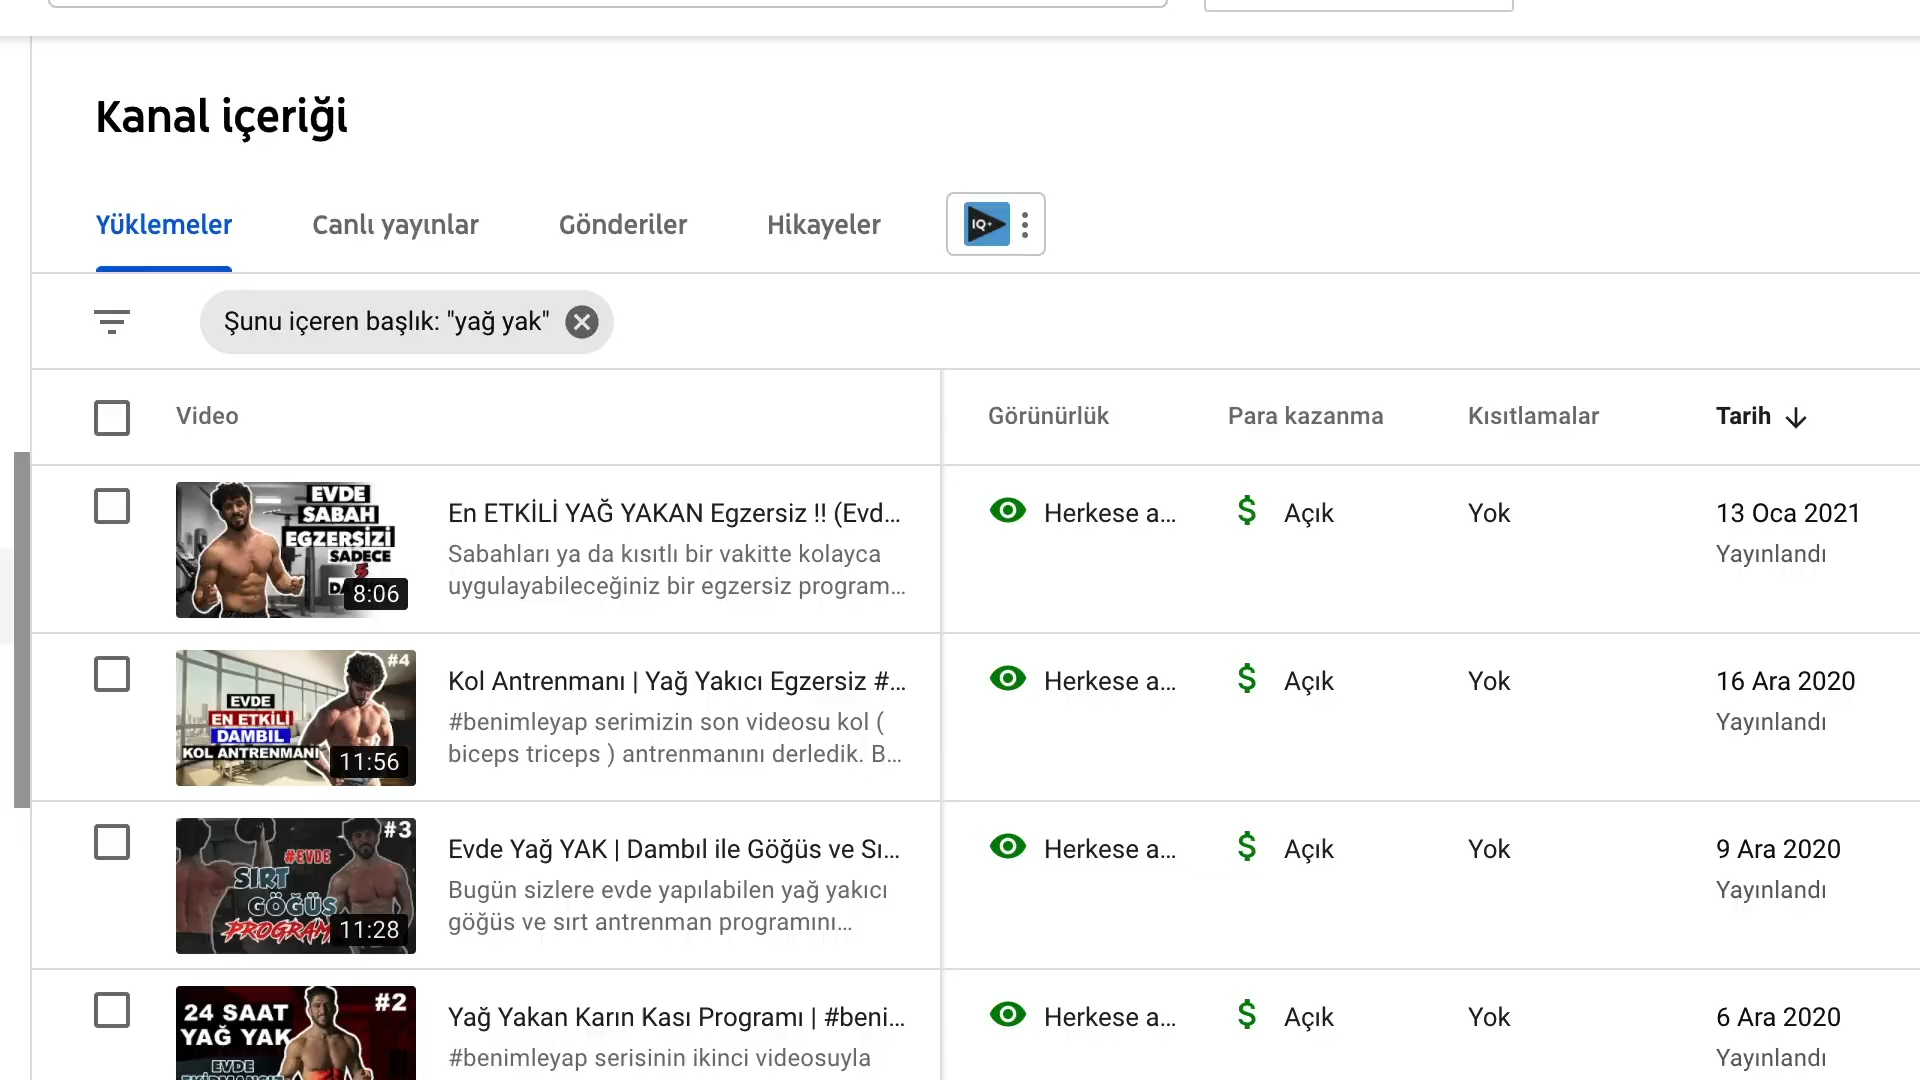 Kanal içeriği
Yüklemeler Canlı yayınlar Gönderiler Hikayeler IQ+
Şunu içeren başlık: "yağ yak"
Video Görünürlük Para kazanma Kısıtlamalar Tarih
EVDE
SABAH
EGZERSİZİ
SADECE
5
8:06
En ETKİLİ YAĞ YAKAN Egzersiz !! (Evd...
Sabahları ya da kısıtlı bir vakitte kolayca
uygulayabileceğiniz bir egzersiz program...
Herkese a... $ Açık Yok 13 Oca 2021
Yayınlandı
#4
EVDE
EN ETKİLİ
DAMBIL
KOL ANTRENMANI
11:56
Kol Antrenmanı | Yağ Yakıcı Egzersiz #...
#benimleyap serimizin son videosu kol (
biceps triceps ) antrenmanını derledik. B...
Herkese a... $ Açık Yok 16 Ara 2020
Yayınlandı
#3
#EVDE
SIRT
GÖĞÜS
PROGRAM
11:28
Evde Yağ YAK | Dambıl ile Göğüs ve Sı...
Bugün sizlere evde yapılabilen yağ yakıcı
göğüs ve sırt antrenman programını...
Herkese a... $ Açık Yok 9 Ara 2020
Yayınlandı
#2
24 SAAT
YAĞ YAK
EVDE
Yağ Yakan Karın Kası Programı | #beni...
#benimleyap serisinin ikinci videosuyla
Herkese a... $ Açık Yok 6 Ara 2020
Yayınlandı